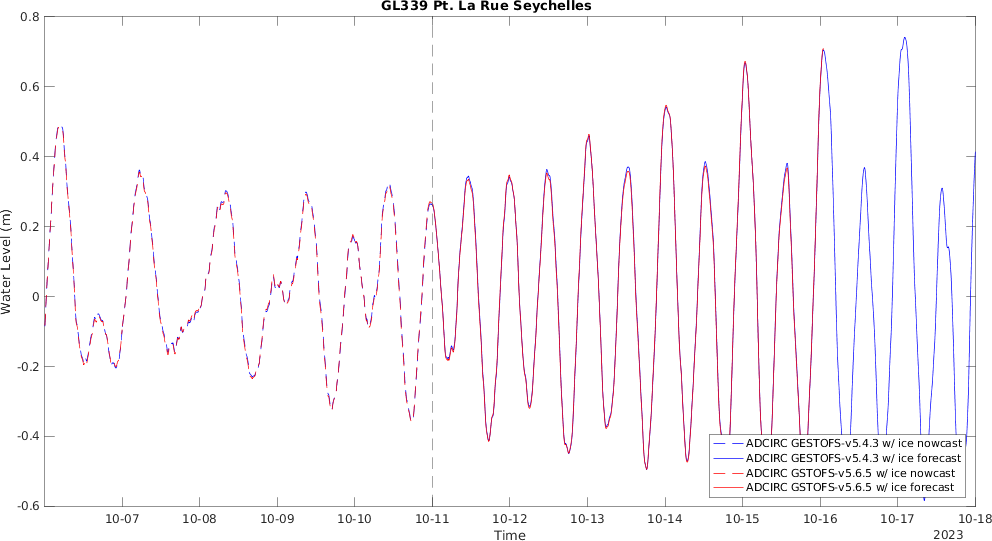 GL339 Pt. La Rue Seychelles
0.8
0.6
0.4
0.2
0
-0.2
-0.4
-0.6
Water Level (m)
10-07 10-08 10-09 10-10 10-11 10-12 10-13 10-14 10-15 10-16 10-17 10-18
Time
2023
ADCIRC GESTOFS-v5.4.3 w/ ice nowcast
ADCIRC GESTOFS-v5.4.3 w/ ice forecast
ADCIRC GSTOFS-v5.6.5 w/ ice nowcast
ADCIRC GSTOFS-v5.6.5 w/ ice forecast